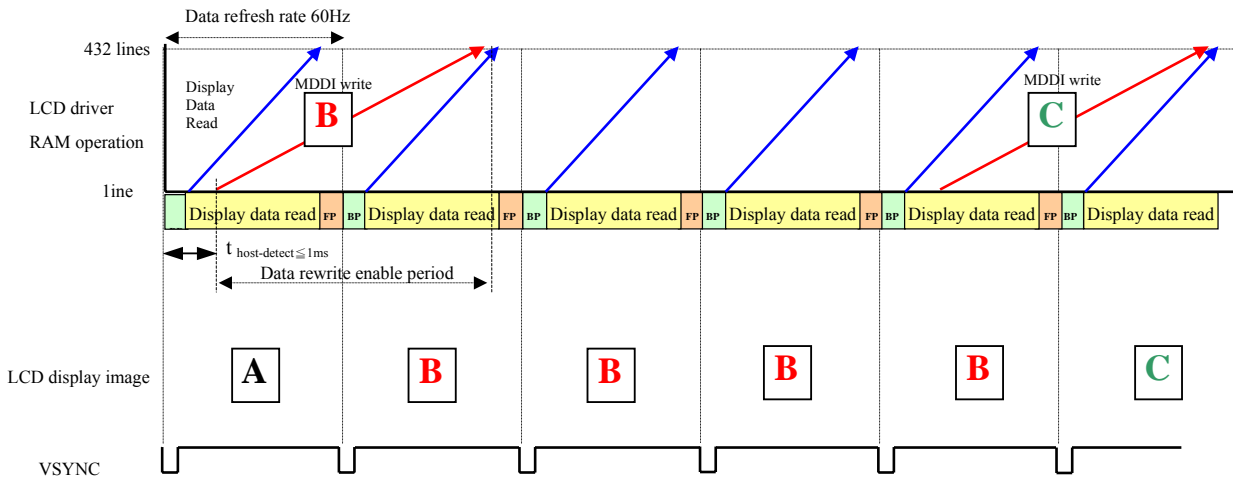 Data refresh rate 60Hz
432 lines
LCD driver
RAM operation
1line
Display
Data
Read
MDDI write
B
MDDI write
C
Display data read FP BP Display data read FP BP Display data read FP BP Display data read FP BP Display data read FP BP Display data read
t host-detect≦1ms
Data rewrite enable period
LCD display image A B B B B C
VSYNC